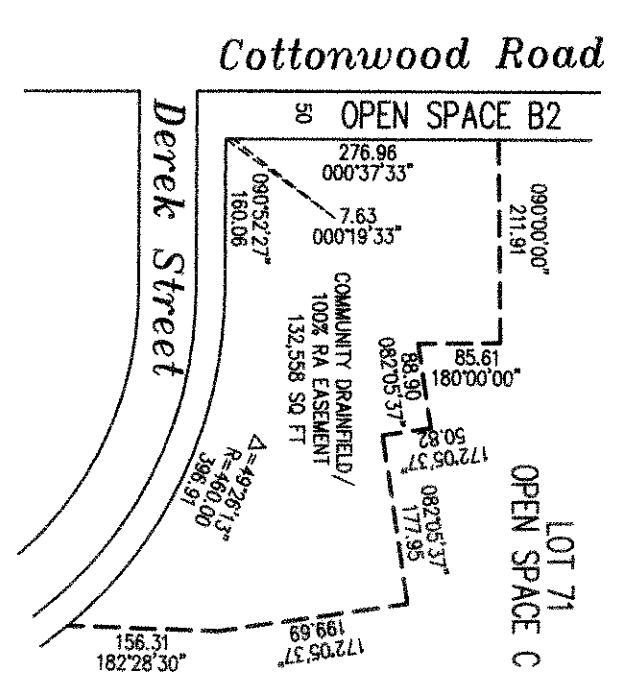 Cottonwood Road
Derek Street
50
OPEN SPACE B2
276.96
000°37'33"
090°52'27"
160.06
7.63
000°19'33"
090°00'00"
211.91
COMMUNITY DRAINFIELD/
100% RA EASEMENT
132,558 SQ FT
85.61
180°00'00"
88.90
082°05'37"
50.82
172°05'37"
082°05'37"
177.95
LOT 71
OPEN SPACE C
Δ=49°26'13"
R=460.00
396.91
199.69
172°05'37"
156.31
182°28'30"